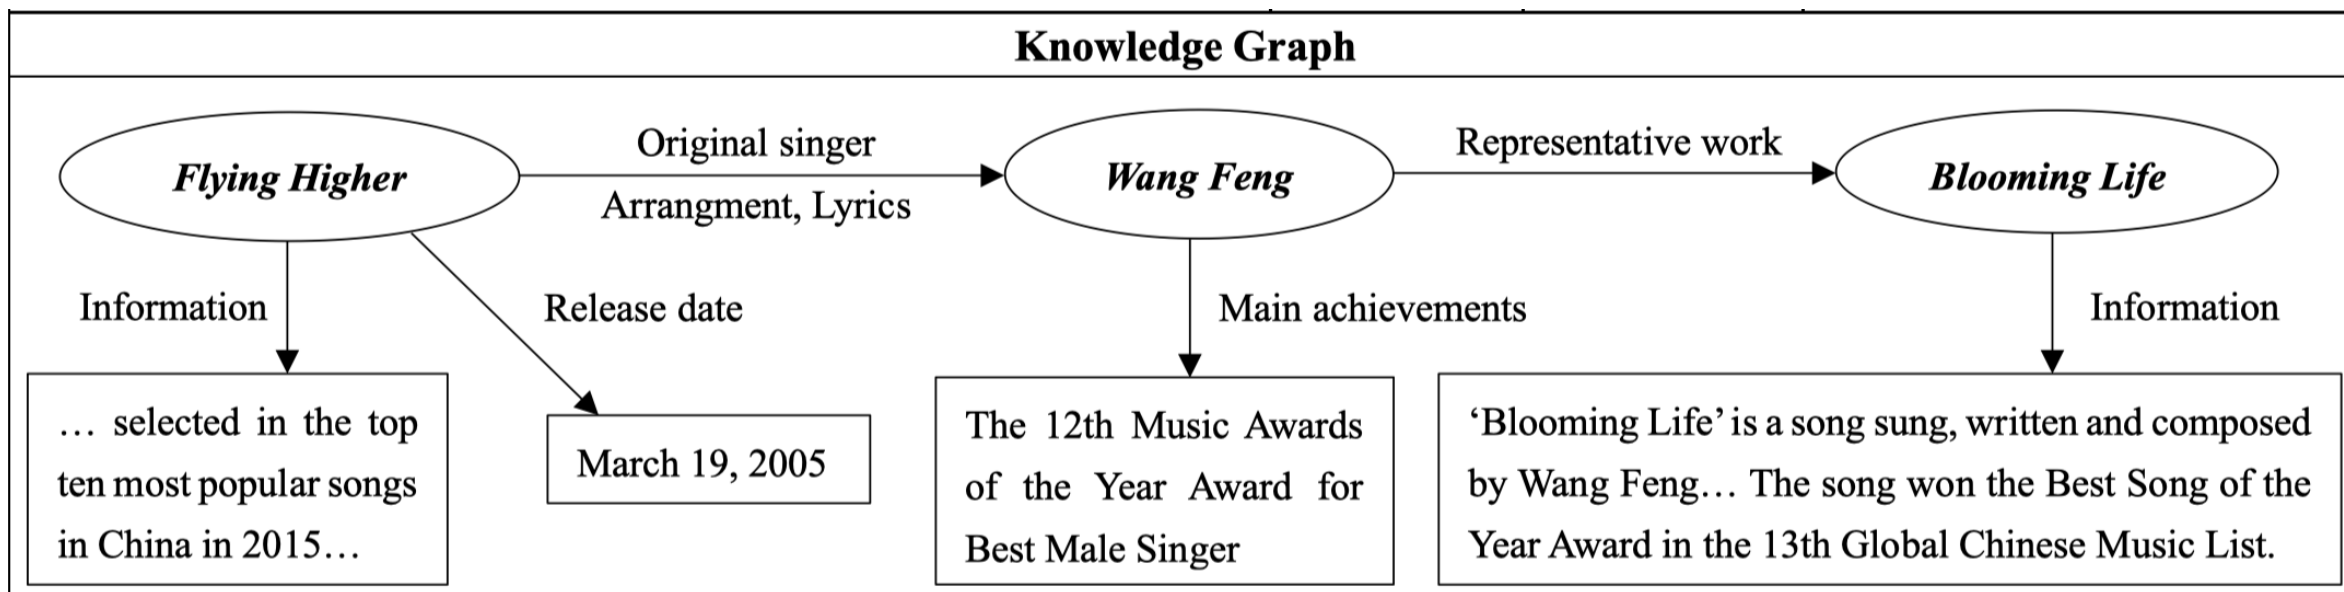 Knowledge Graph
Flying Higher
Original singer
Arrangment, Lyrics
Wang Feng
Representative work
Blooming Life
Information
Release date
Main achievements
Information
… selected in the top
ten most popular songs
in China in 2015…
March 19, 2005
The 12th Music Awards
of the Year Award for
Best Male Singer
‘Blooming Life’ is a song sung, written and composed
by Wang Feng… The song won the Best Song of the
Year Award in the 13th Global Chinese Music List.